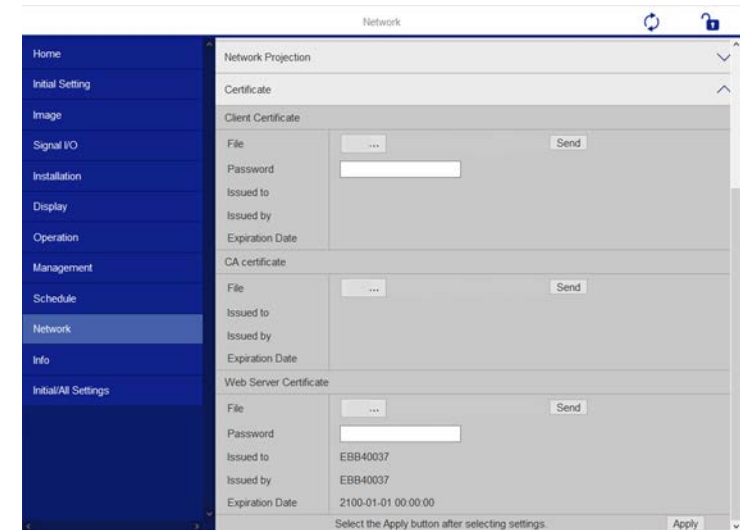 Network
Home
Initial Setting
Image
Signal I/O
Installation
Display
Operation
Management
Schedule
Network
Info
Initial/All Settings
Network Projection
Certificate
Client Certificate
File ... Send
Password
Issued to
Issued by
Expiration Date
CA certificate
File ... Send
Issued to
Issued by
Expiration Date
Web Server Certificate
File ... Send
Password
Issued to EBB40037
Issued by EBB40037
Expiration Date 2100-01-01 00:00:00
Select the Apply button after selecting settings. Apply